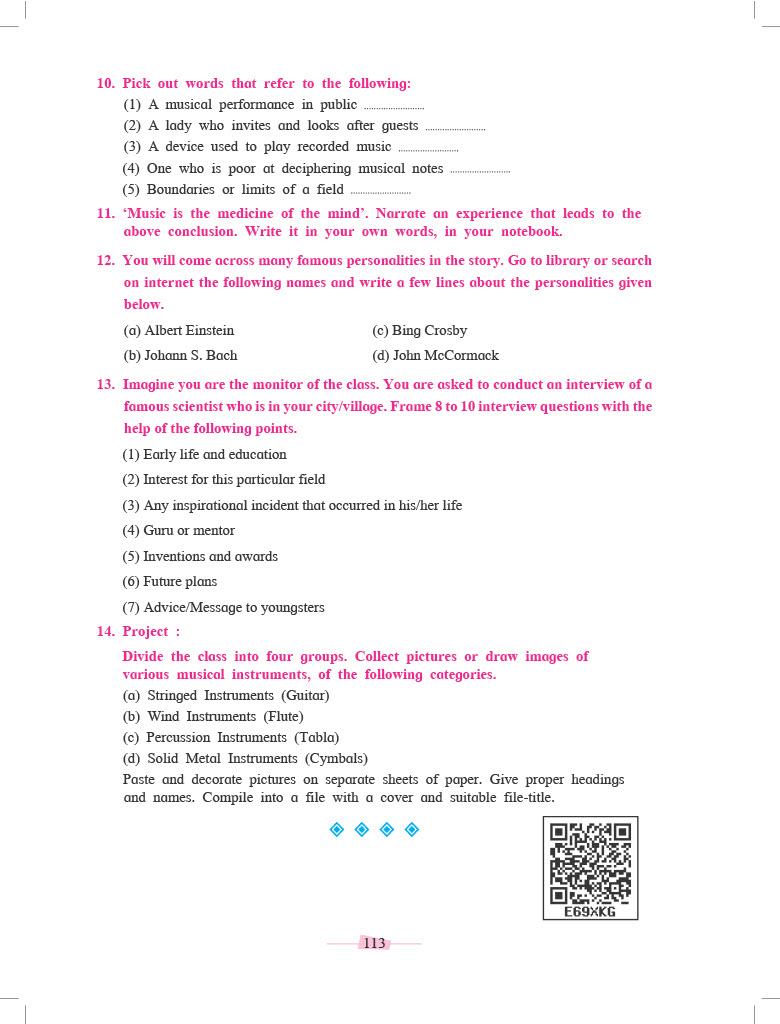 10. Pick out words that refer to the following:
(1) A musical performance in public .........................
(2) A lady who invites and looks after guests .........................
(3) A device used to play recorded music .........................
(4) One who is poor at deciphering musical notes .........................
(5) Boundaries or limits of a field .........................
11. ‘Music is the medicine of the mind’. Narrate an experience that leads to the
above conclusion. Write it in your own words, in your notebook.
12. You will come across many famous personalities in the story. Go to library or search
on internet the following names and write a few lines about the personalities given
below.
(a) Albert Einstein (c) Bing Crosby
(b) Johann S. Bach (d) John McCormack
13. Imagine you are the monitor of the class. You are asked to conduct an interview of a
famous scientist who is in your city/village. Frame 8 to 10 interview questions with the
help of the following points.
(1) Early life and education
(2) Interest for this particular field
(3) Any inspirational incident that occurred in his/her life
(4) Guru or mentor
(5) Inventions and awards
(6) Future plans
(7) Advice/Message to youngsters
14. Project :
Divide the class into four groups. Collect pictures or draw images of
various musical instruments, of the following categories.
(a) Stringed Instruments (Guitar)
(b) Wind Instruments (Flute)
(c) Percussion Instruments (Tabla)
(d) Solid Metal Instruments (Cymbals)
Paste and decorate pictures on separate sheets of paper. Give proper headings
and names. Compile into a file with a cover and suitable file-title.
E69XKG
113